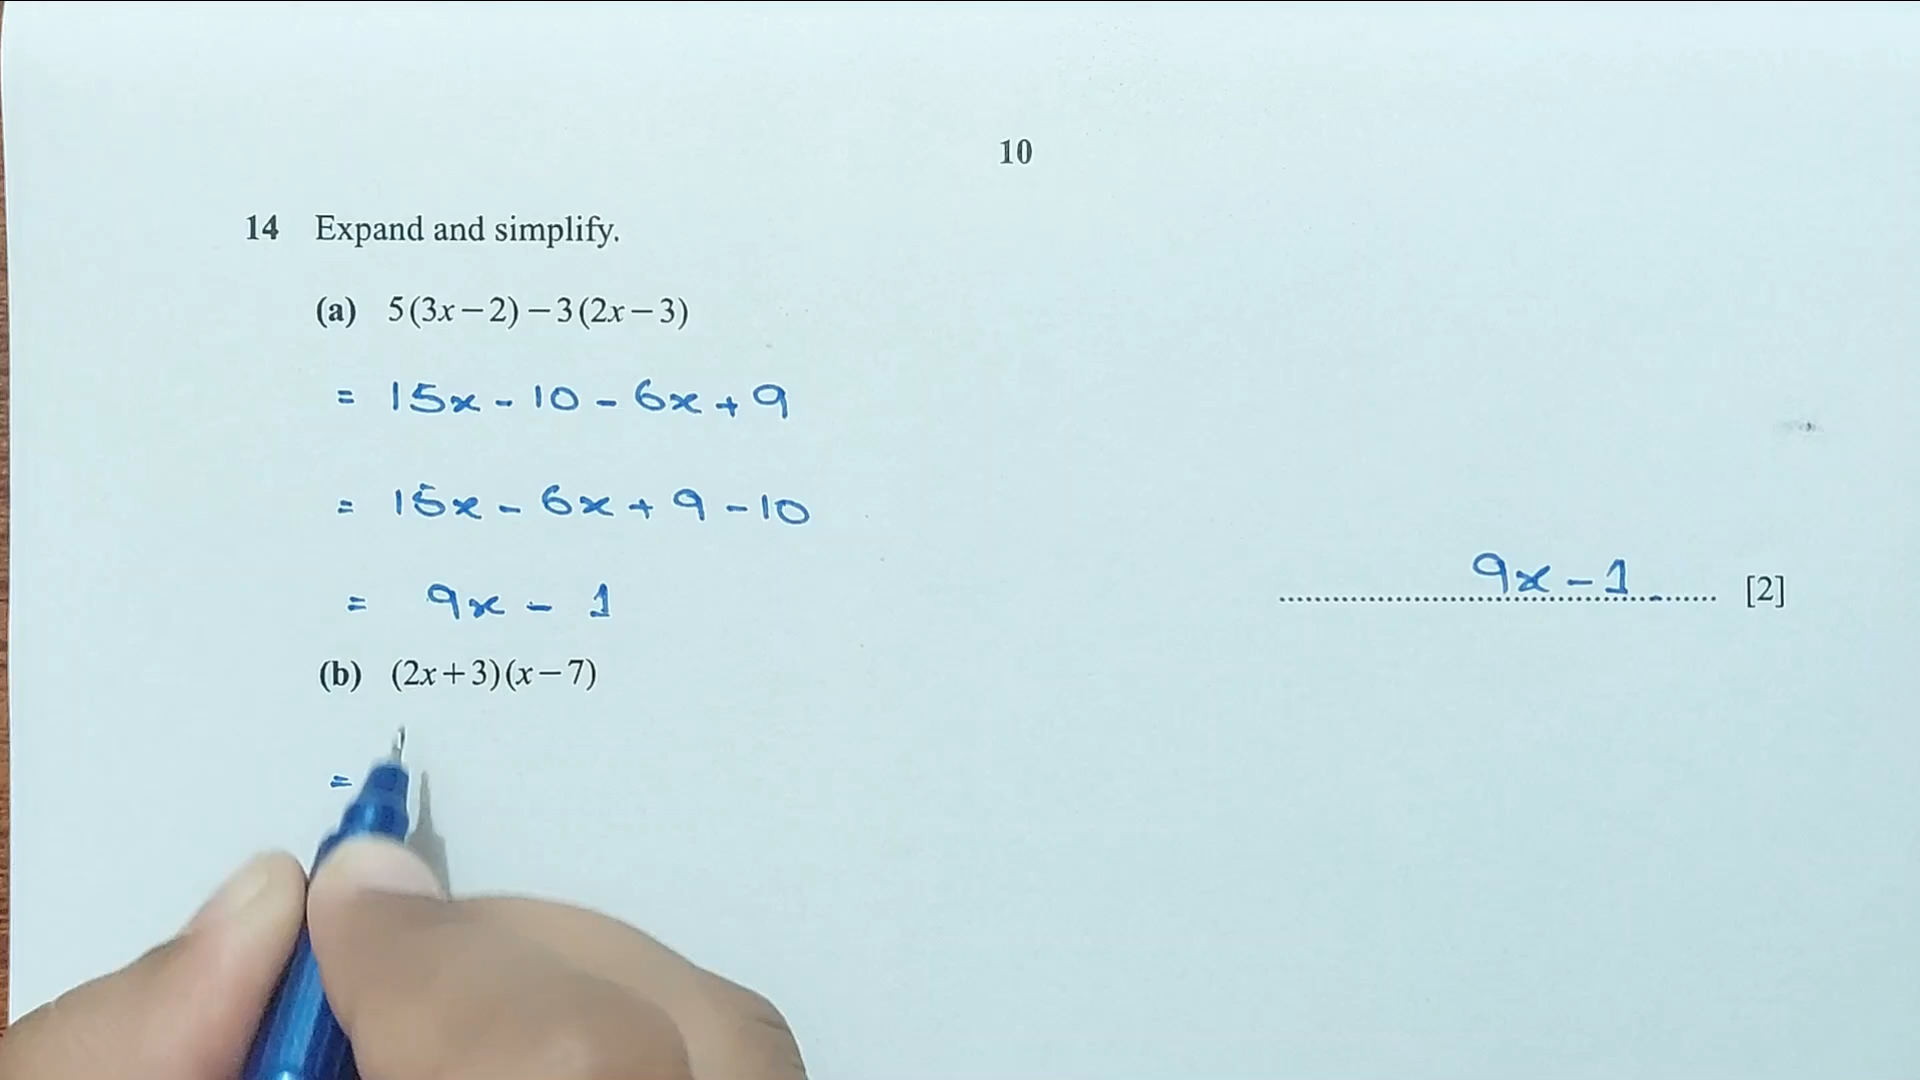 10
14 Expand and simplify.
(a) 5(3x−2)−3(2x−3)
= 15x - 10 - 6x + 9
= 15x - 6x + 9 - 10
= 9x - 1
9x - 1 [2]
(b) (2x+3)(x−7)
=